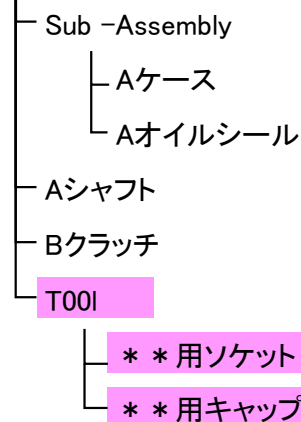 Sub -Assembly
Aケース
Aオイルシール
Aシャフト
Bクラッチ
T00l
＊＊用ソケット
＊＊用キャップ